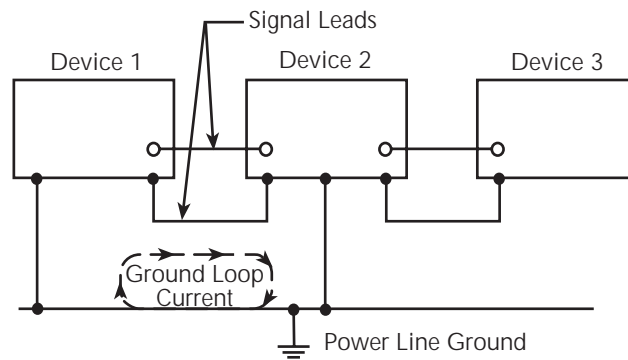 Signal Leads
Device 1
Device 2
Device 3
Ground Loop
Current
Power Line Ground